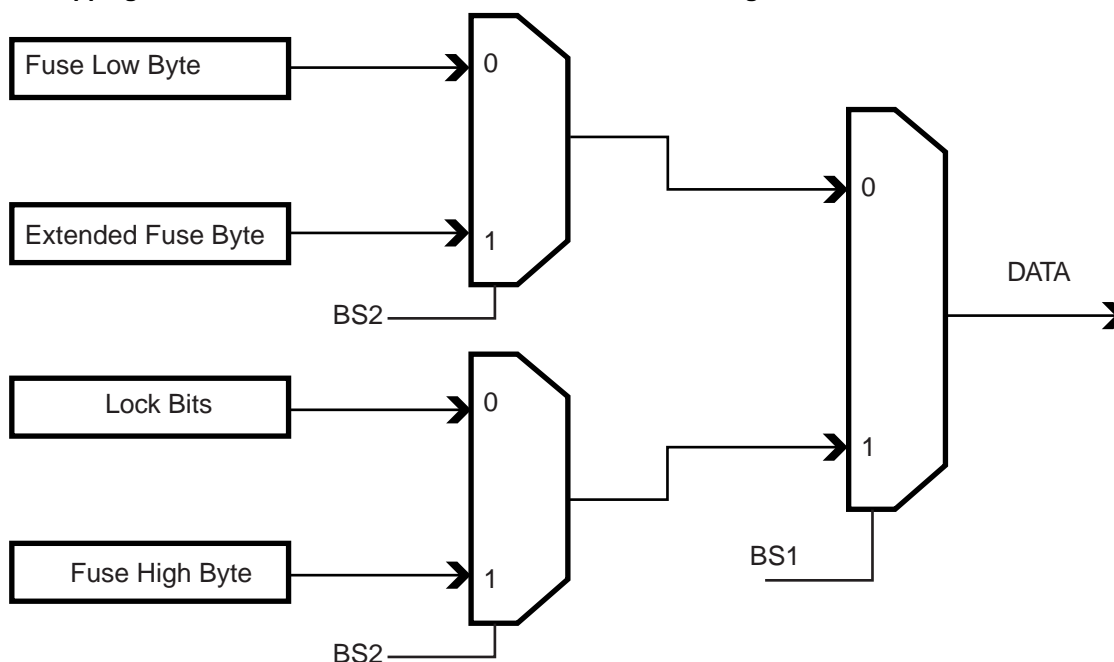 Fuse Low Byte
0
Extended Fuse Byte
1
BS2
0
DATA
Lock Bits
0
1
Fuse High Byte
1
BS1
BS2